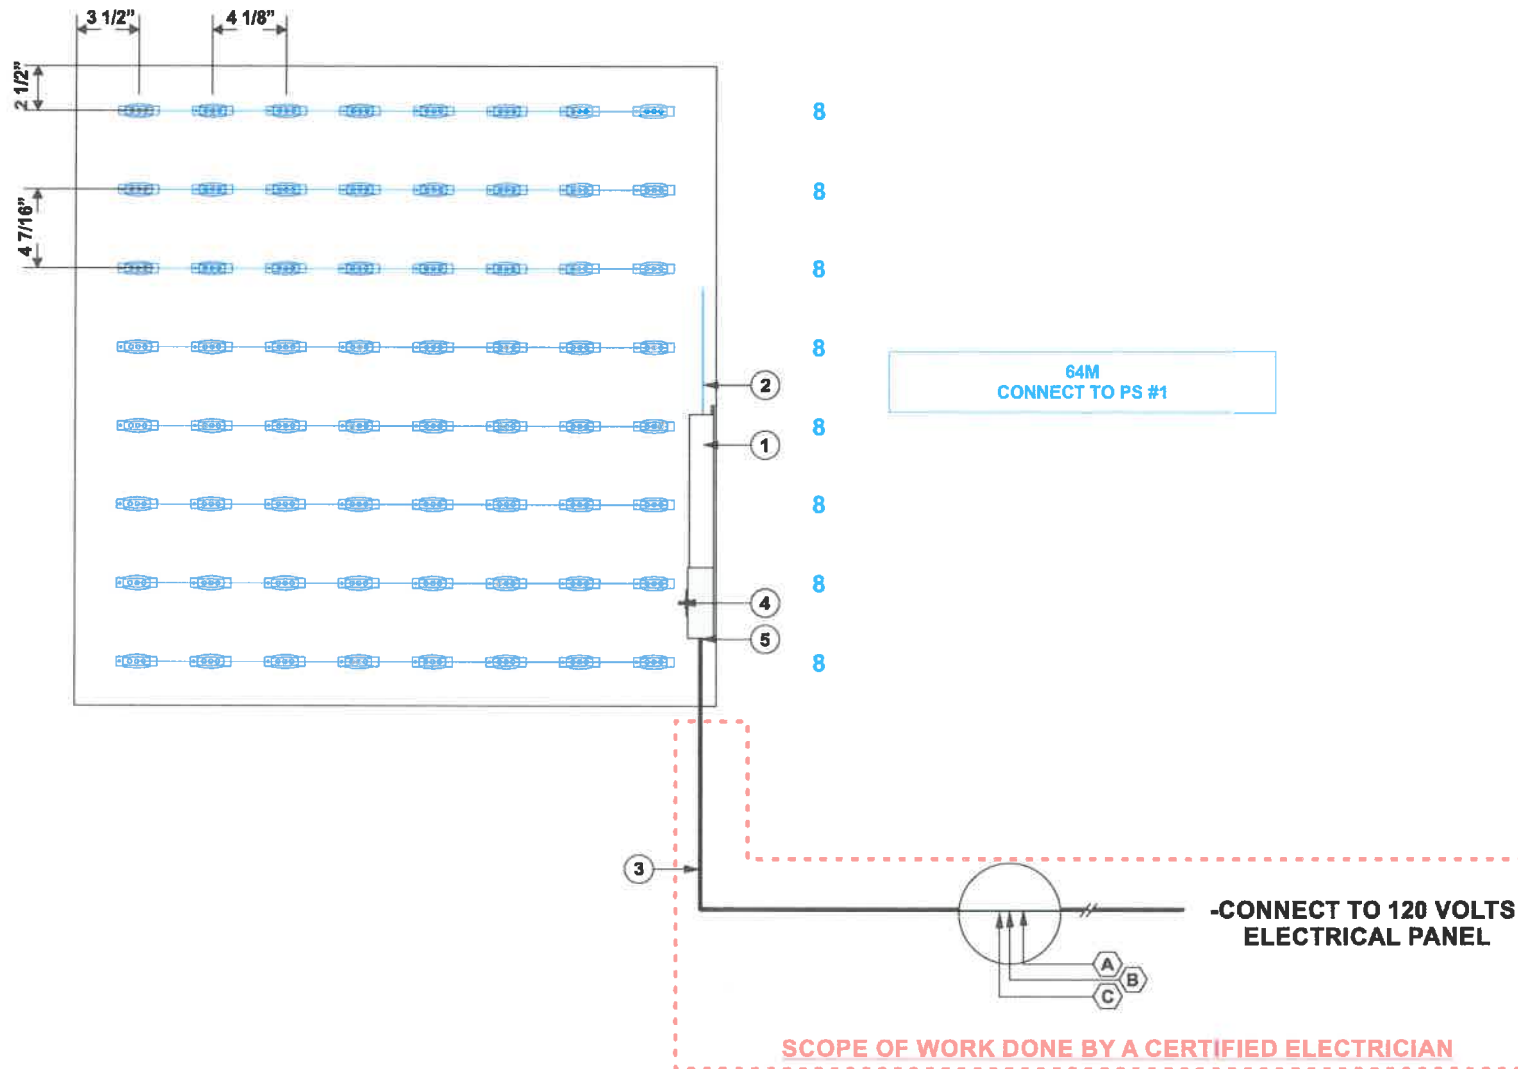 3 1/2”
4 1/8”
2 1/2”
8
8
4 7/16”
8
8
64M
CONNECT TO PS #1
2
8
1
8
8
4
5
8
3
-CONNECT TO 120 VOLTS
ELECTRICAL PANEL
A
B
C
SCOPE OF WORK DONE BY A CERTIFIED ELECTRICIAN